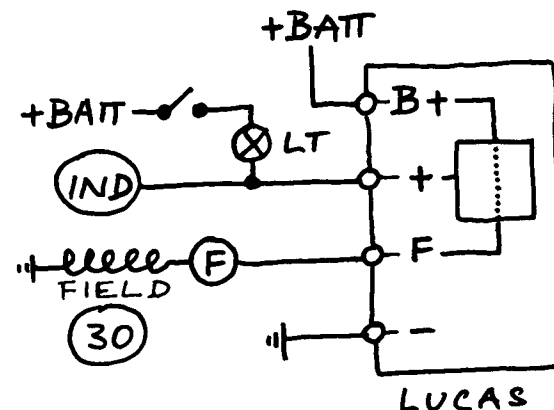 +BATT
B+
+BATT
LT
IND
+
F
F
FIELD
30
-
LUCAS